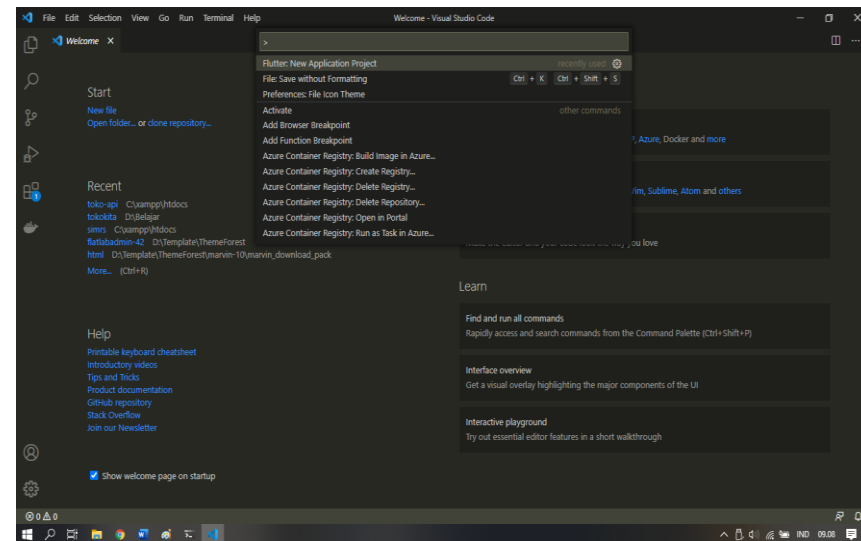 File Edit Selection View Go Run Terminal Help
Welcome - Visual Studio Code
Welcome
>
Flutter: New Application Project
recently used
File: Save without Formatting
Ctrl + K Ctrl + Shift + S
Preferences: File Icon Theme
Activate
other commands
Add Browser Breakpoint
Add Function Breakpoint
Azure Container Registry: Build Image in Azure...
Azure Container Registry: Create Registry...
Azure Container Registry: Delete Registry...
Azure Container Registry: Delete Repository...
Azure Container Registry: Open in Portal
Azure Container Registry: Run as Task in Azure...
Start
New file
Open folder... or clone repository...
Recent
toko-api C:\xampp\htdocs
tokokita D:\Belajar
simrs C:\xampp\htdocs
flatlabadmin-42 D:\Template\ThemeForest
html D:\Template\ThemeForest\marvin-10\marvin_download_pack
More... (Ctrl+R)
Help
Printable keyboard cheatsheet
Introductory videos
Tips and Tricks
Product documentation
GitHub repository
Stack Overflow
Join our Newsletter
Show welcome page on startup
, Azure, Docker and more
Vim, Sublime, Atom and others
you love
Learn
Find and run all commands
Rapidly access and search commands from the Command Palette (Ctrl+Shift+P)
Interface overview
Get a visual overlay highlighting the major components of the UI
Interactive playground
Try out essential editor features in a short walkthrough
1
0 0
IND 09.08